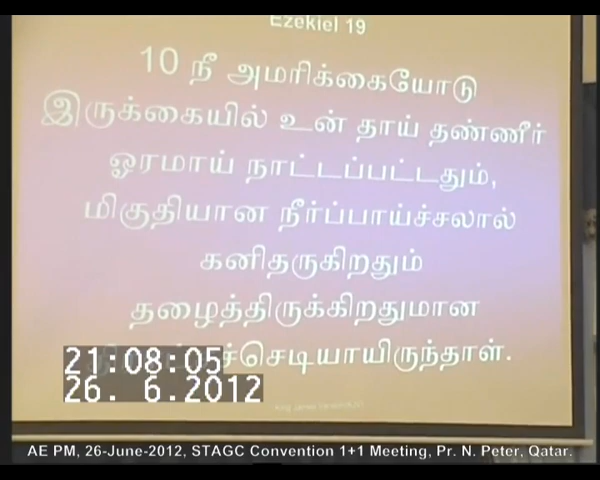 Ezekiel 19
10 நீ அமரிக்கையோடு
இருக்கையில் உன் தாய் தண்ணீர்
ஓரமாய் நாட்டப்பட்டதும்,
மிகுதியான நீர்ப்பாய்ச்சலால்
கனிதருகிறதும்
தழைத்திருக்கிறதுமான
21:08:05
26. 6.2012
AE PM, 26-June-2012, STAGC Convention 1+1 Meeting, Pr. N. Peter, Qatar.